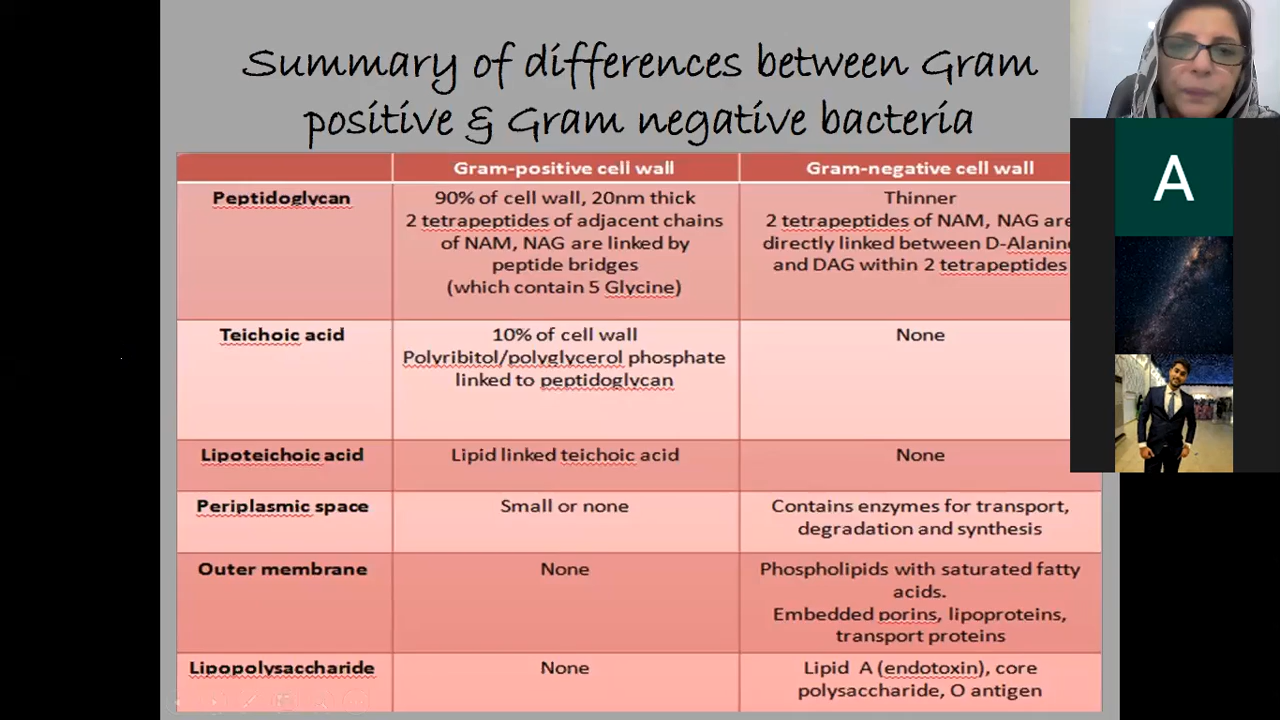 Summary of differences between Gram
positive & Gram negative bacteria
Gram-positive cell wall
Gram-negative cell wall
Peptidoglycan
90% of cell wall, 20nm thick
2 tetrapeptides of adjacent chains
of NAM, NAG are linked by
peptide bridges
(which contain 5 Glycine)
Thinner
2 tetrapeptides of NAM, NAG are
directly linked between D-Alanin
and DAG within 2 tetrapeptides
Teichoic acid
10% of cell wall
Polyribitol/polyglycerol phosphate
linked to peptidoglycan
None
Lipoteichoic acid
Lipid linked teichoic acid
None
Periplasmic space
Small or none
Contains enzymes for transport,
degradation and synthesis
Outer membrane
None
Phospholipids with saturated fatty
acids.
Embedded porins, lipoproteins,
transport proteins
Lipopolysaccharide
None
Lipid A (endotoxin), core
polysaccharide, O antigen
A